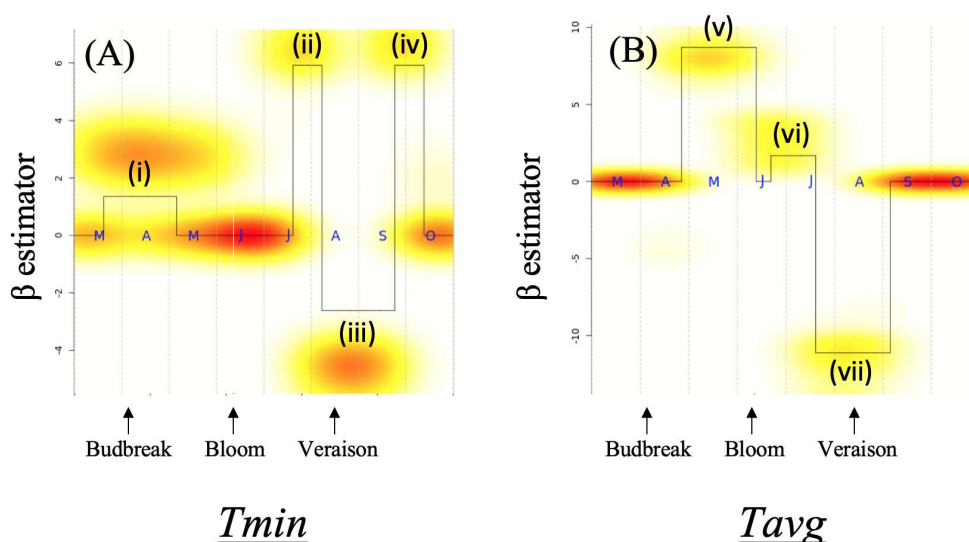 (A)
(i)
(ii)
(iii)
(iv)
6
4
2
0
-2
-4
β estimator
M A M J J A S O
Budbreak Bloom Veraison
Tmin
(B)
(v)
(vi)
(vii)
10
5
0
-5
-10
β estimator
M A M J J A S O
Budbreak Bloom Veraison
Tavg